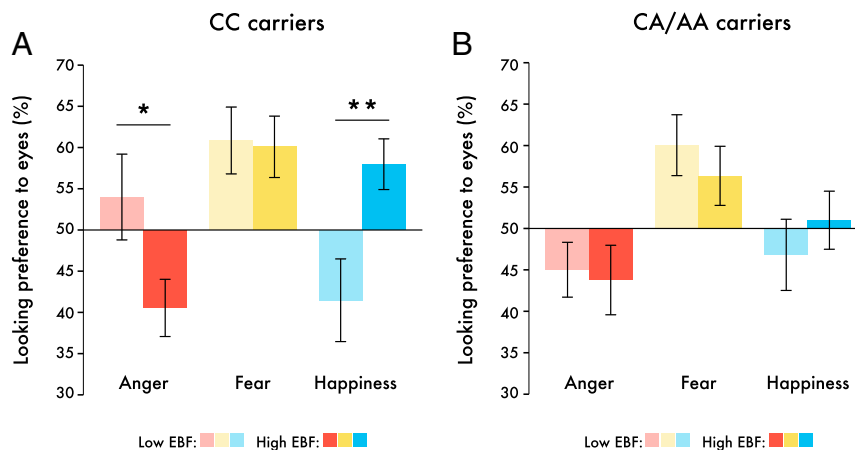 CC carriers
A
Looking preference to eyes (%)
70
65
60
55
50
45
40
35
30
*
**
Anger Fear Happiness
Low EBF: High EBF:
CA/AA carriers
B
Looking preference to eyes (%)
70
65
60
55
50
45
40
35
30
Anger Fear Happiness
Low EBF: High EBF: